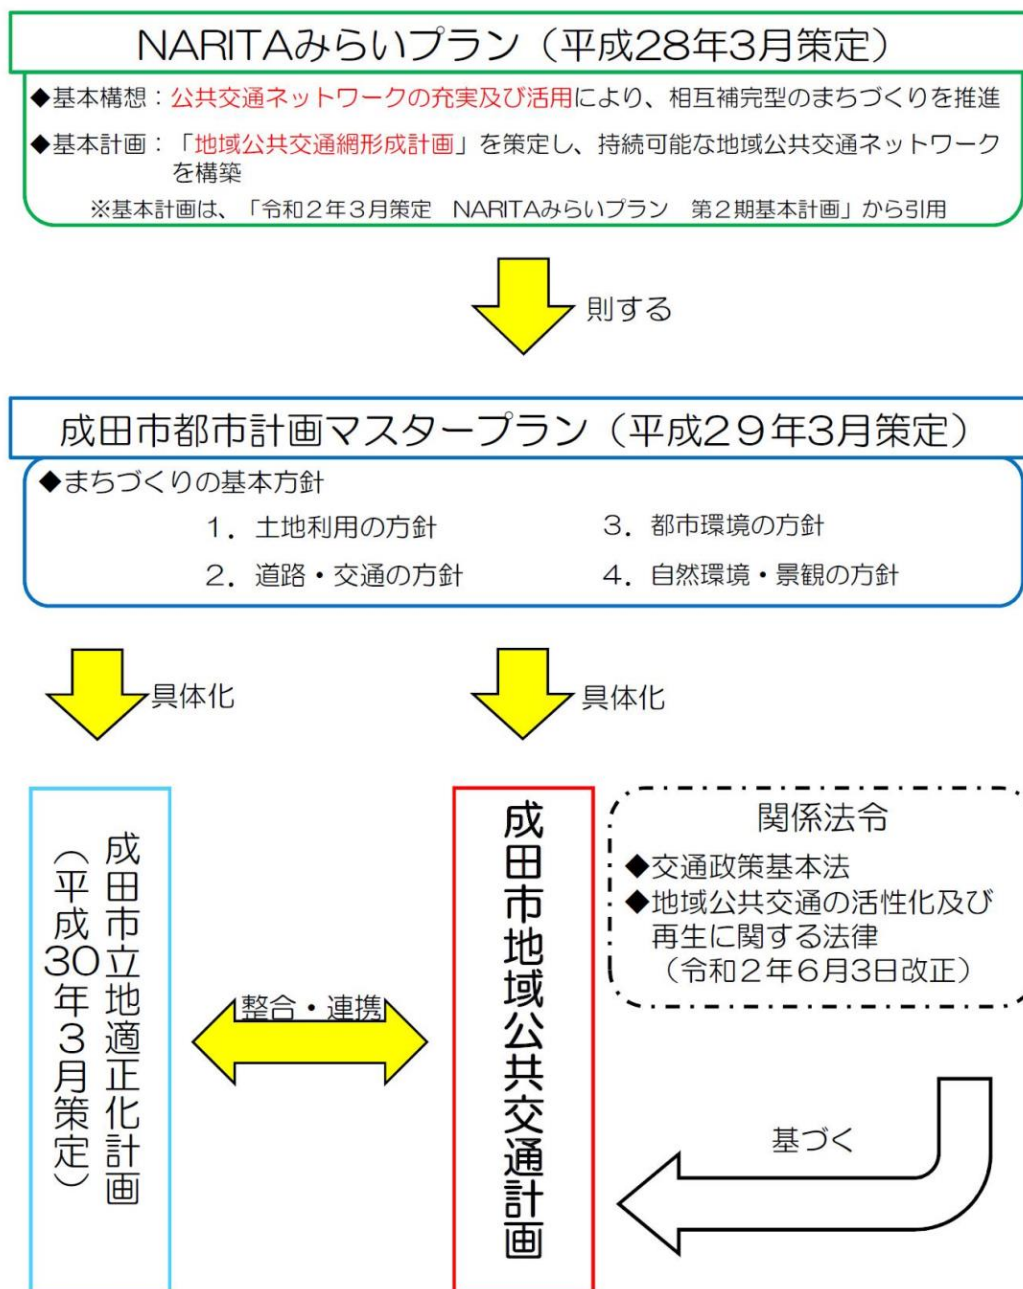 NARITAみらいプラン（平成28年3月策定）
◆基本構想：公共交通ネットワークの充実及び活用により、相互補完型のまちづくりを推進
◆基本計画：「地域公共交通網形成計画」を策定し、持続可能な地域公共交通ネットワーク
を構築
※基本計画は、「令和２年３月策定　NARITAみらいプラン　第２期基本計画」から引用
則する
成田市都市計画マスタープラン（平成２９年3月策定）
◆まちづくりの基本方針
１．土地利用の方針
２．道路・交通の方針
３．都市環境の方針
４．自然環境・景観の方針
具体化
具体化
成田市立地適正化計画
（平成30年３月策定）
整合・連携
成田市地域公共交通計画
関係法令
◆交通政策基本法
◆地域公共交通の活性化及び
再生に関する法律
（令和２年６月３日改正）
基づく